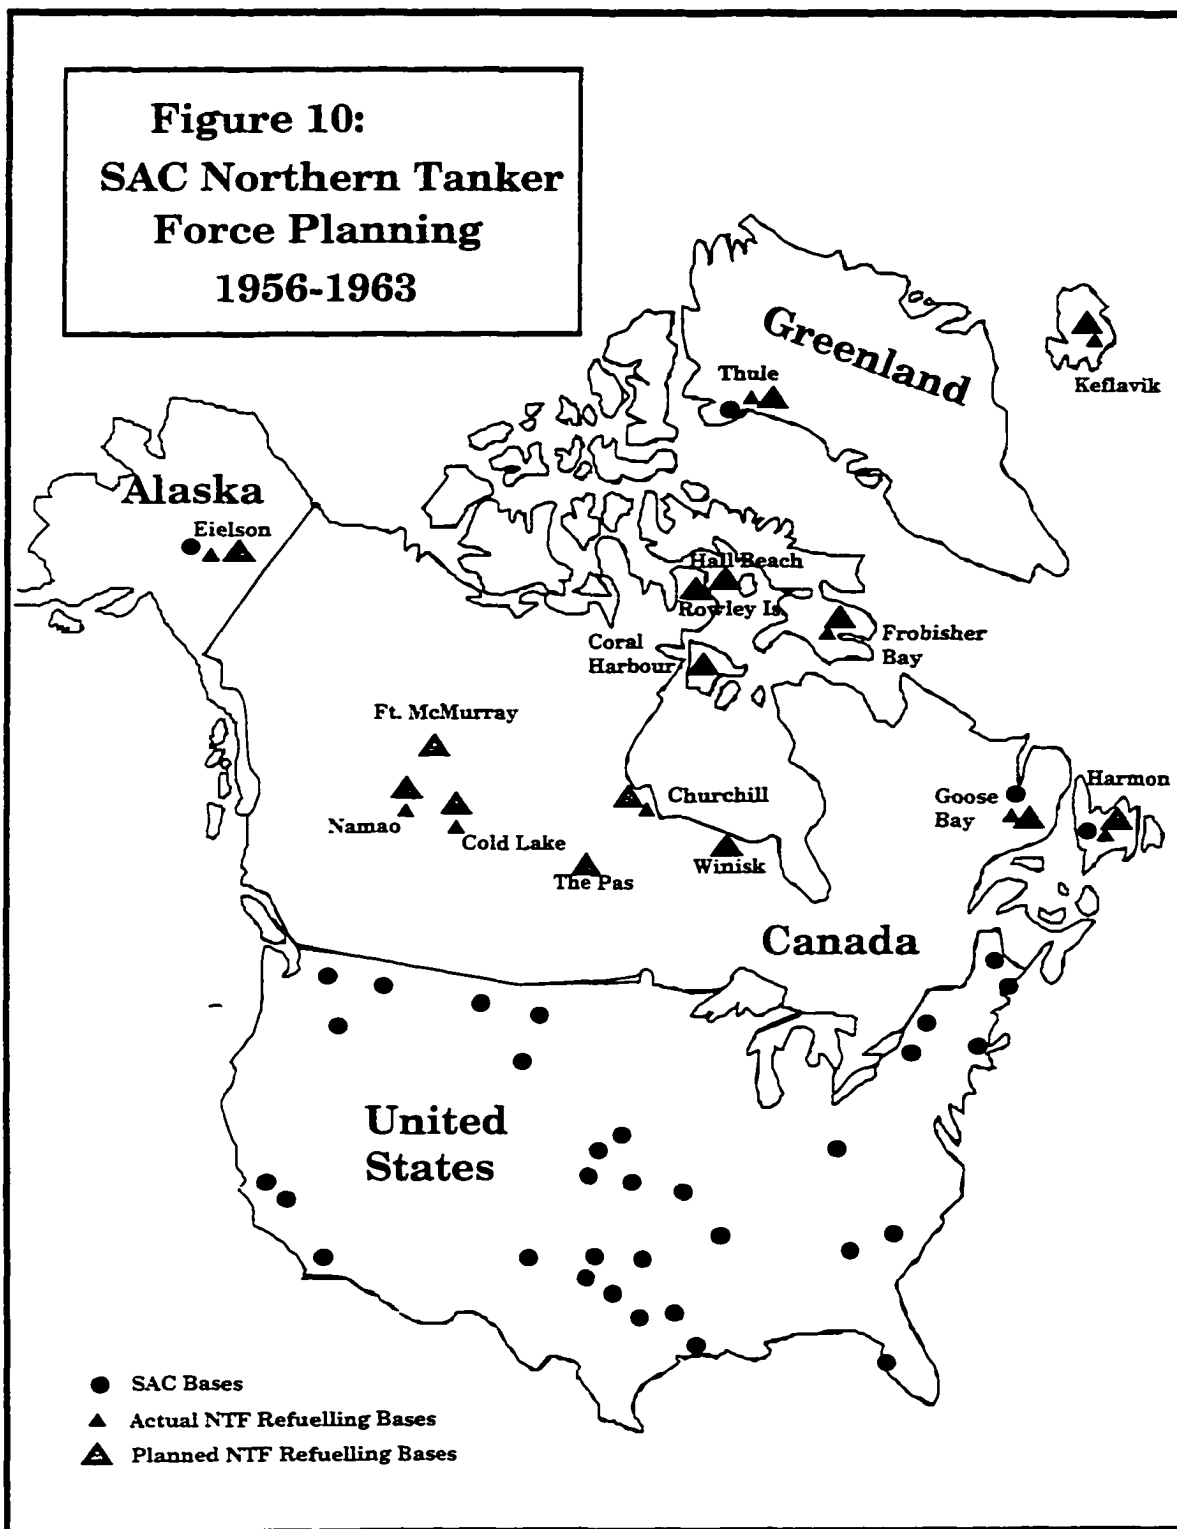 Figure 10:
SAC Northern Tanker
Force Planning
1956-1963
Greenland
Thule
Keflavik
Alaska
Eielson
Hall Beach
Rowley Is.
Coral
Harbour
Frobisher
Bay
Ft. McMurray
Namao
Cold Lake
The Pas
Churchill
Winisk
Goose
Bay
Harmon
Canada
United
States
SAC Bases
Actual NTF Refuelling Bases
Planned NTF Refuelling Bases